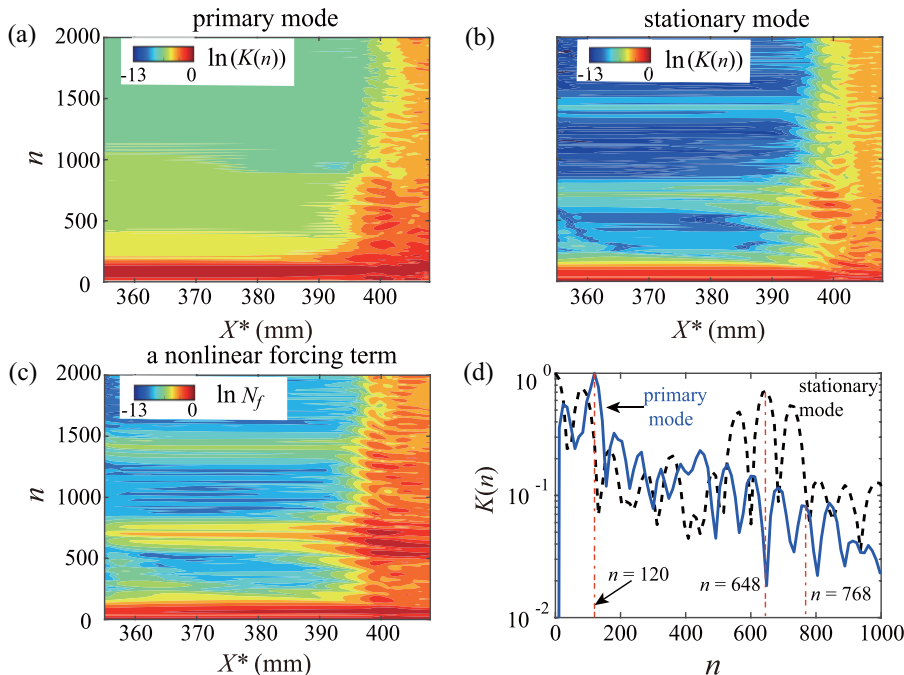 primary mode
stationary mode
(a)
2000
1500
1000
500
0
n
-13 0 ln (K(n))
360 370 380 390 400
X* (mm)
(b)
-13 0 ln (K(n))
360 370 380 390 400
X* (mm)
a nonlinear forcing term
(c)
2000
1500
1000
500
0
n
-13 0 ln N_f
360 370 380 390 400
X* (mm)
(d)
10^0
10^-1
10^-2
K(n)
primary
mode
stationary
mode
n = 120
n = 648
n = 768
0 200 400 600 800 1000
n